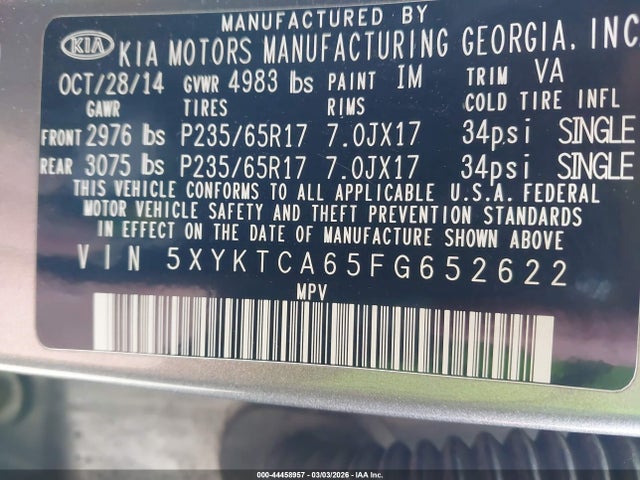 MANUFACTURED BY
KIA KIA MOTORS MANUFACTURING GEORGIA, INC
OCT/28/14 GVWR 4983 lbs PAINT IM TRIM VA
GAWR TIRES RIMS COLD TIRE INFL
FRONT 2976 lbs P235/65R17 7.0JX17 34psi SINGLE
REAR 3075 lbs P235/65R17 7.0JX17 34psi SINGLE
THIS VEHICLE CONFORMS TO ALL APPLICABLE U.S.A. FEDERAL
MOTOR VEHICLE SAFETY AND THEFT PREVENTION STANDARDS
IN EFFECT ON THE DATE OF MANUFACTURE SHOWN ABOVE
VIN 5XYKTCA65FG652622
MPV
000-44458957 - 03/03/2026 - IAA Inc.